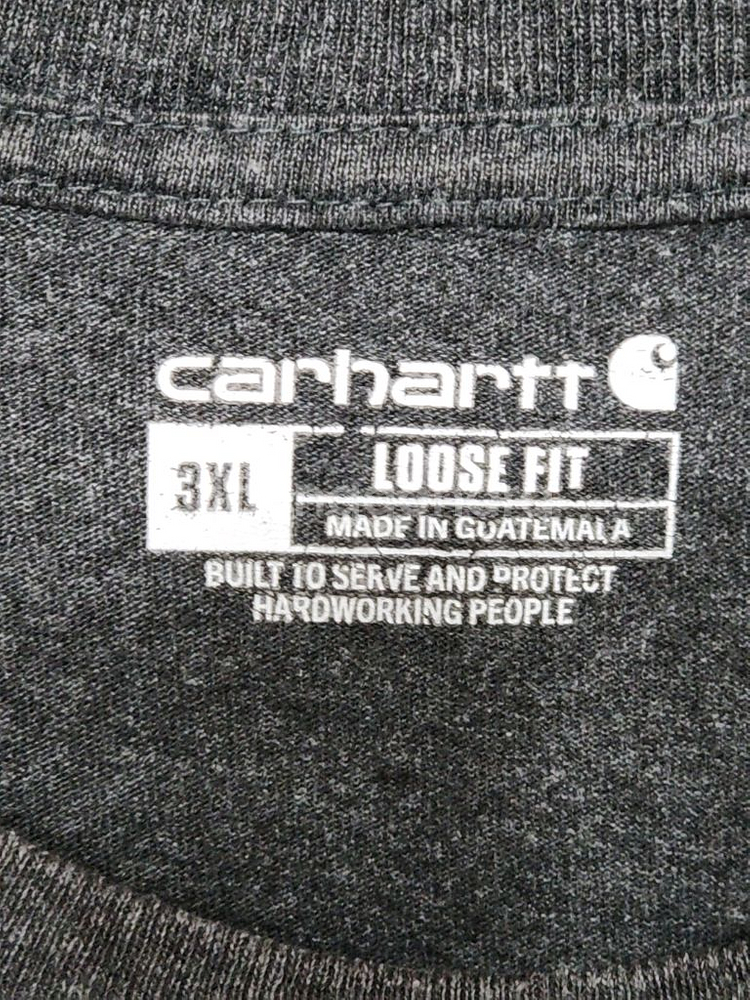 carhartt
3XL
LOOSE FIT
MADE IN GUATEMALA
BUILT TO SERVE AND PROTECT
HARDWORKING PEOPLE